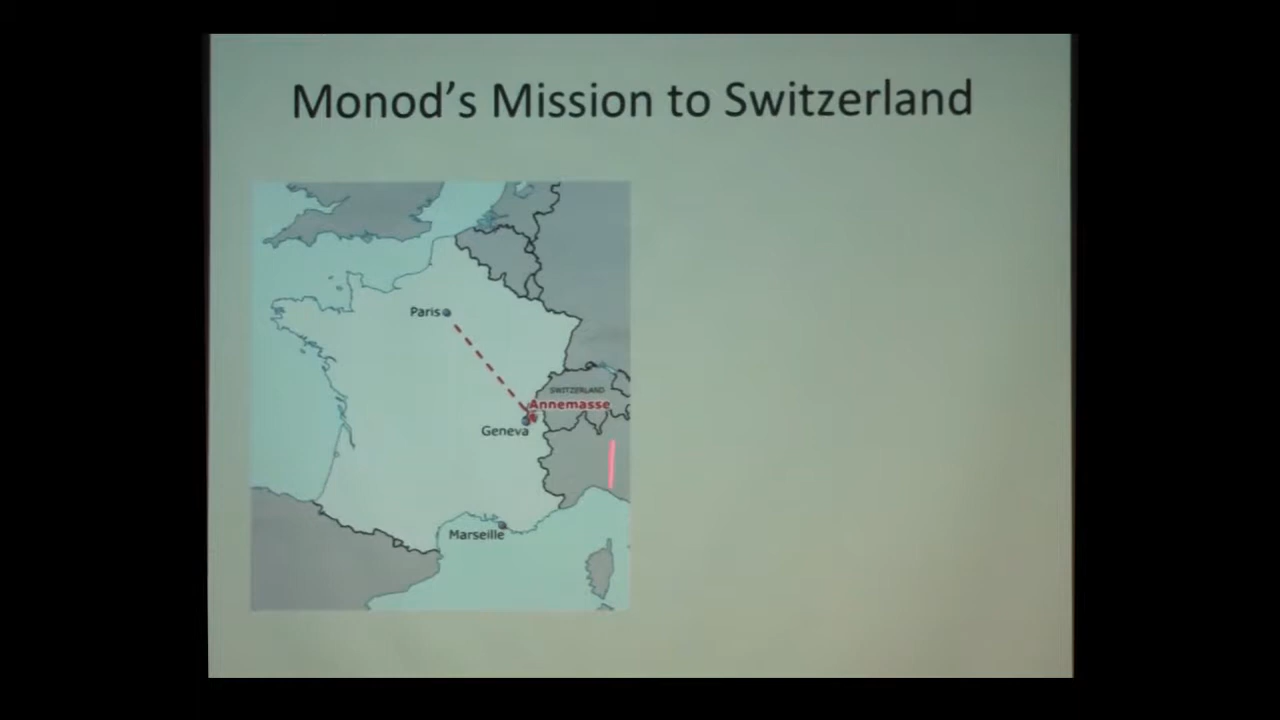 Monod's Mission to Switzerland
Paris
SWITZERLAND
Annemasse
Geneva
Marseille